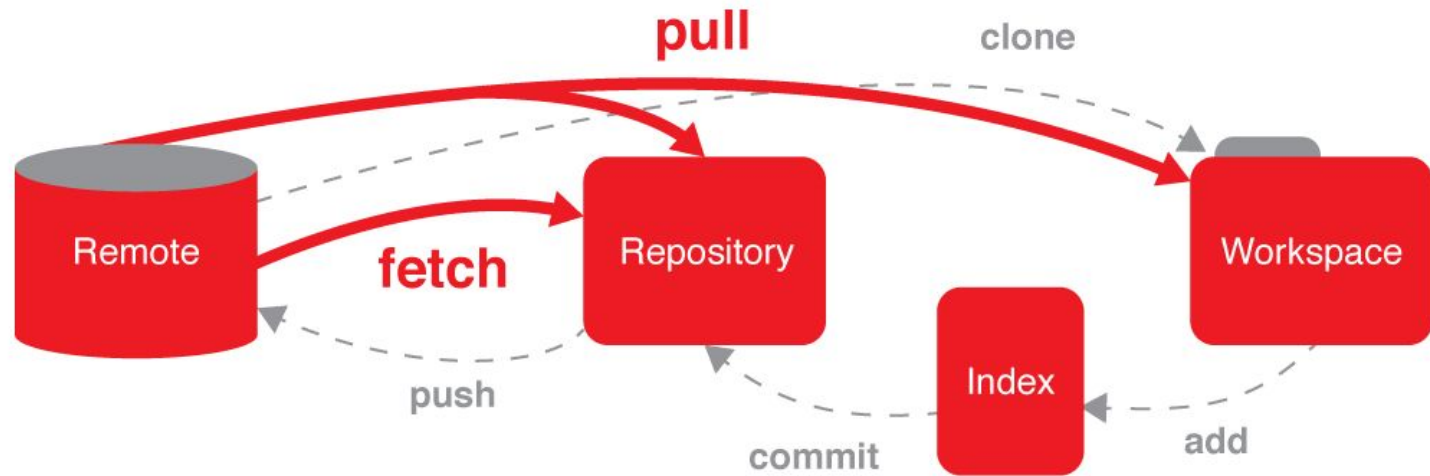 pull
clone
Remote
fetch
Repository
Workspace
push
Index
commit
add